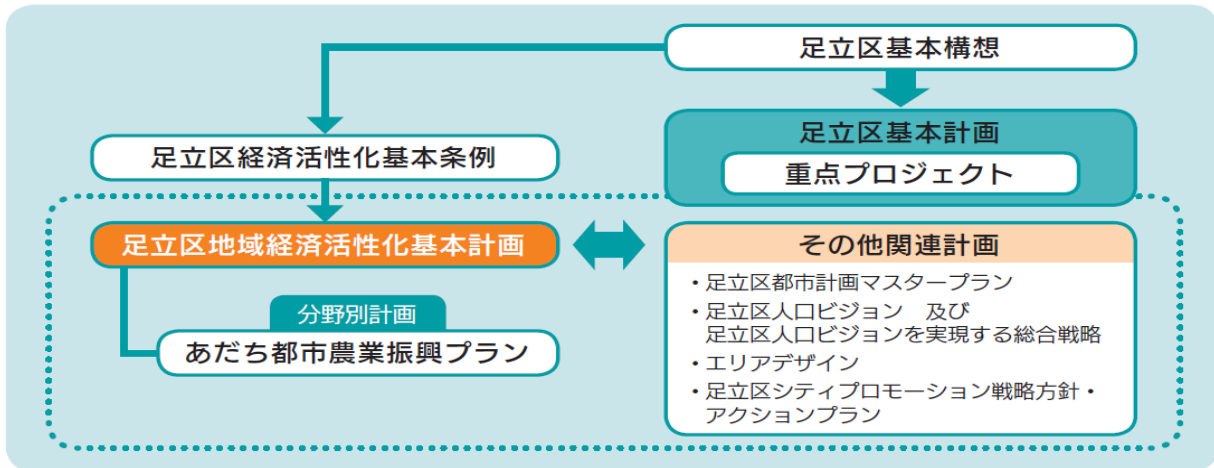 足立区基本構想
足立区基本計画
重点プロジェクト
足立区経済活性化基本条例
足立区地域経済活性化基本計画
分野別計画
あだち都市農業振興プラン
その他関連計画
・足立区都市計画マスタープラン
・足立区人口ビジョン　及び
足立区人口ビジョンを実現する総合戦略
・エリアデザイン
・足立区シティプロモーション戦略方針・
アクションプラン